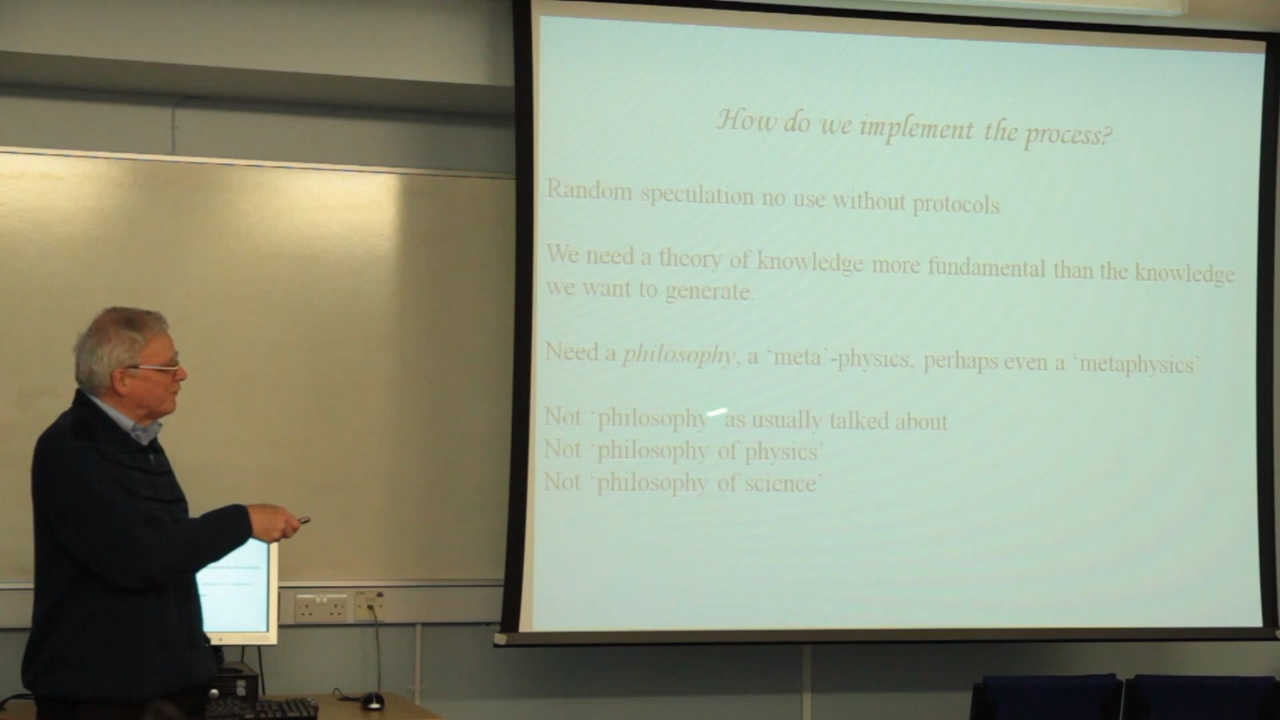 How do we implement the process?
Random speculation no use without protocols.
We need a theory of knowledge more fundamental than the knowledge
we want to generate.
Need a philosophy, a ‘meta’-physics, perhaps even a ‘metaphysics’
Not ‘philosophy’ as usually talked about
Not ‘philosophy of physics’
Not ‘philosophy of science’